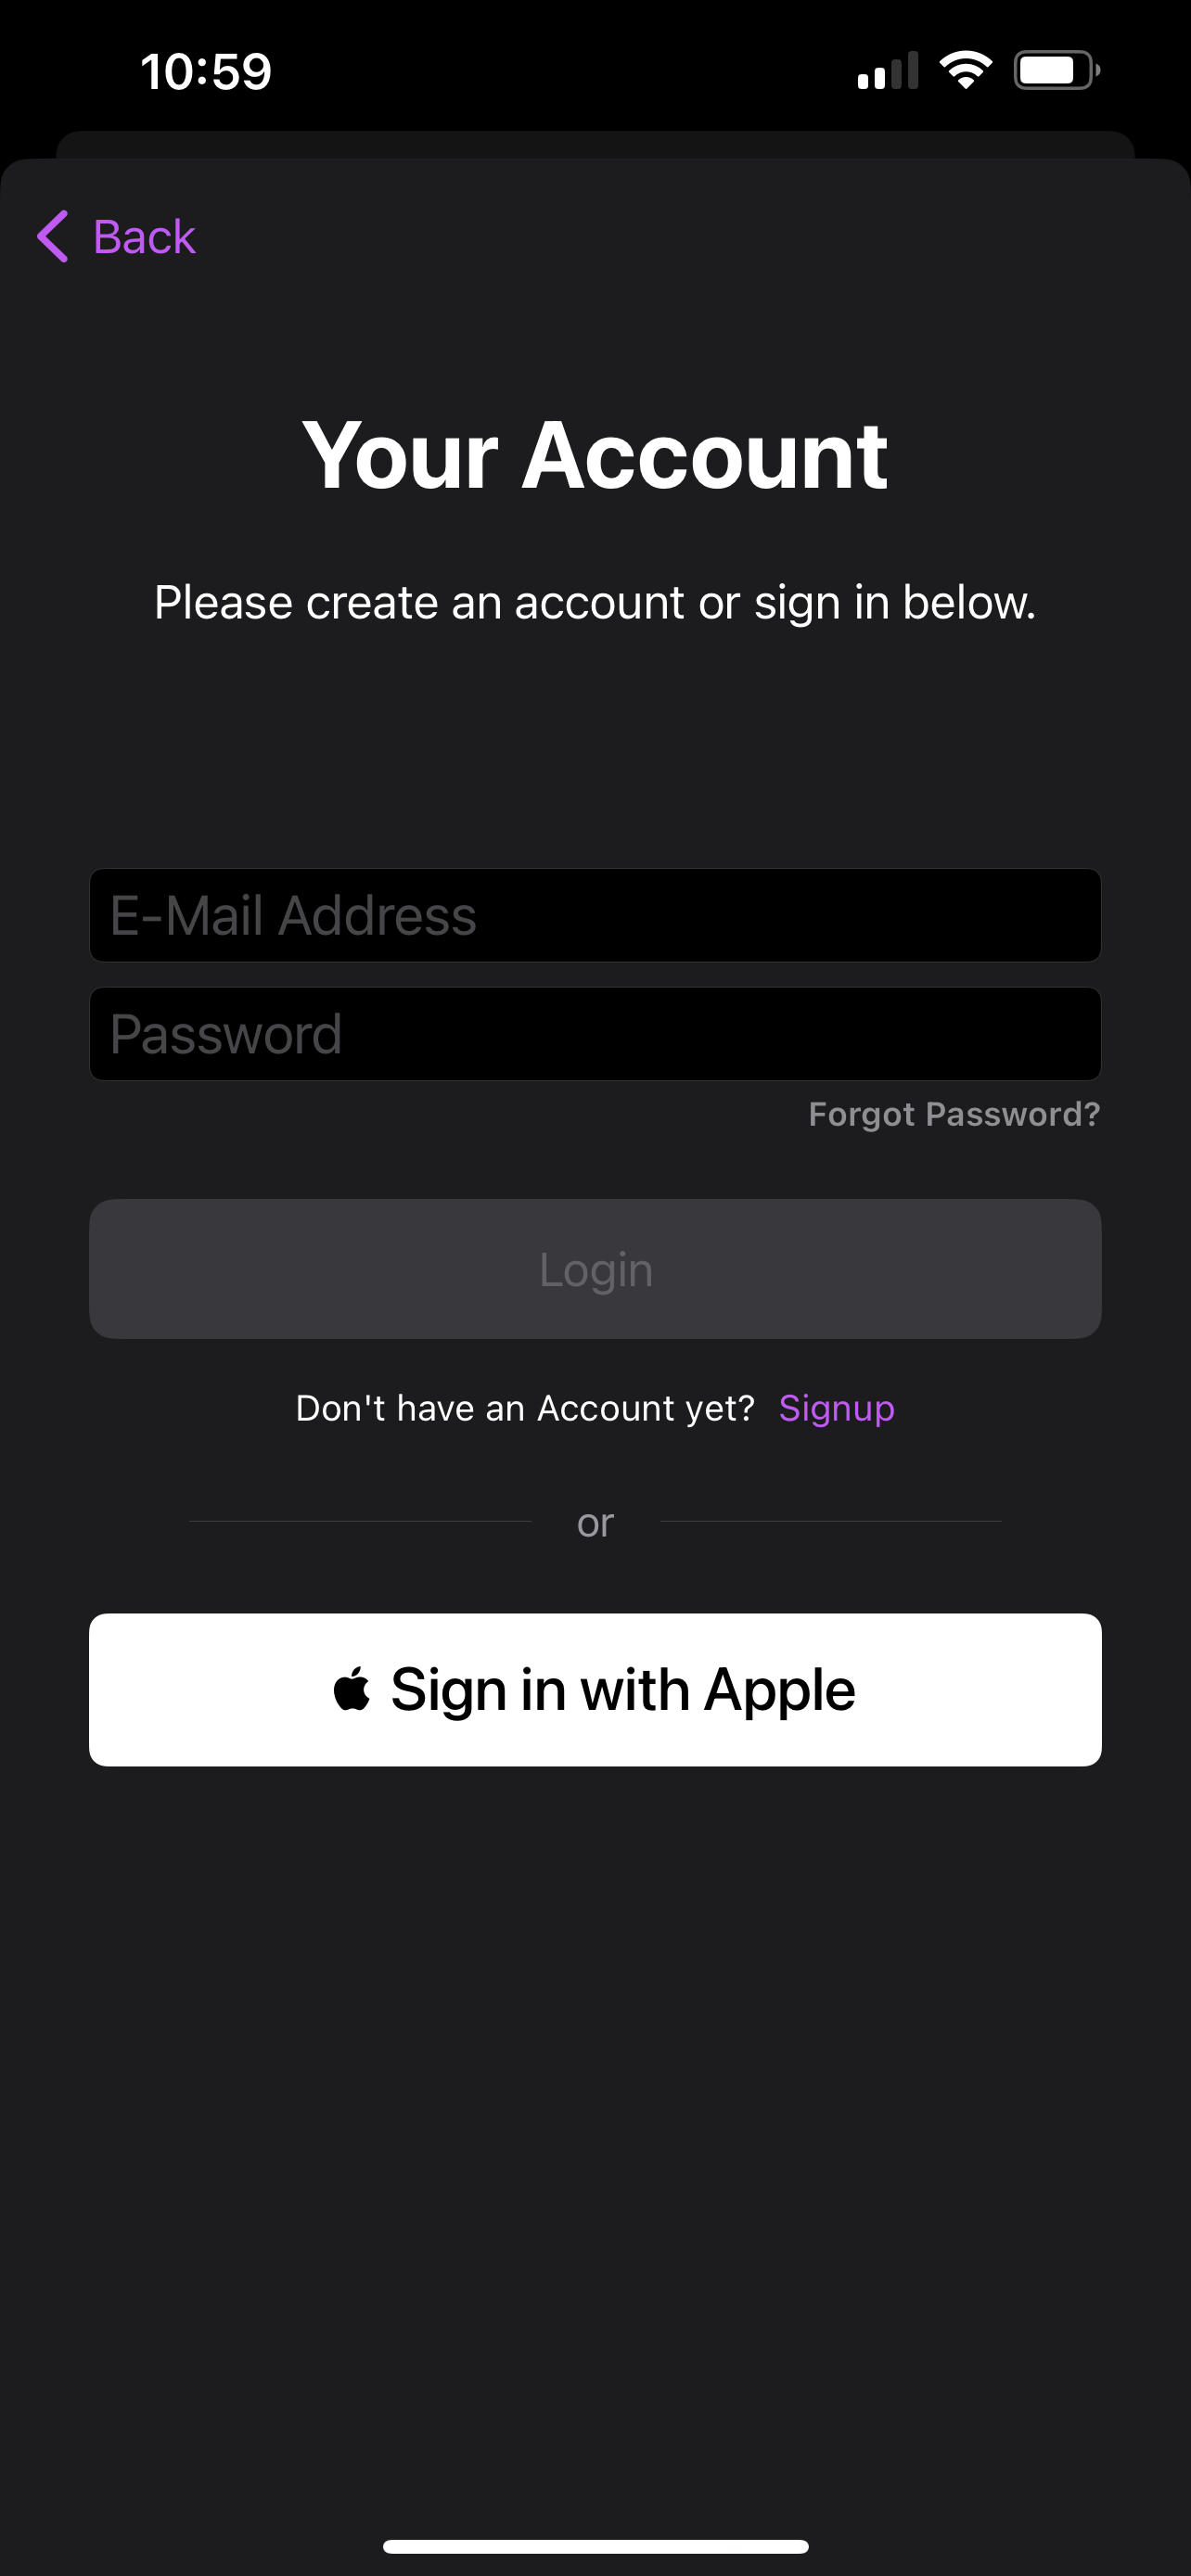 10:59
Back
Your Account
Please create an account or sign in below.
E-Mail Address
Password
Forgot Password?
Login
Don't have an Account yet? Signup
or
Sign in with Apple